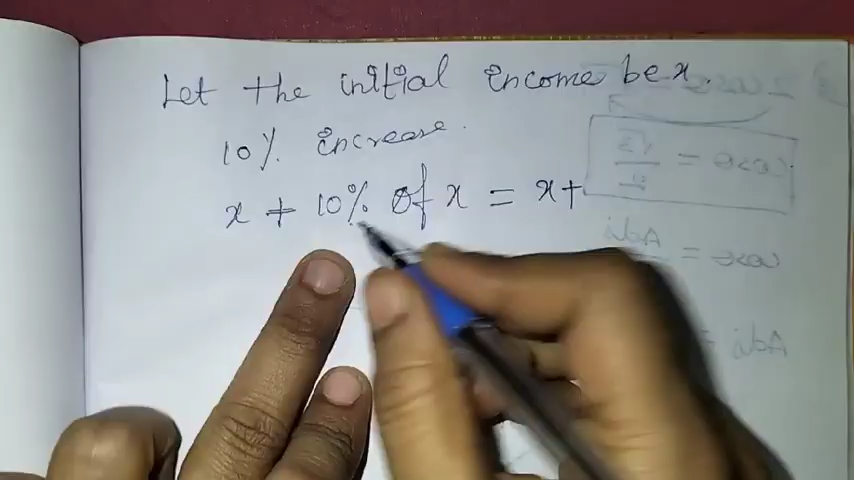 Let the initial income be x.
10% increase.
x + 10% of x = x+